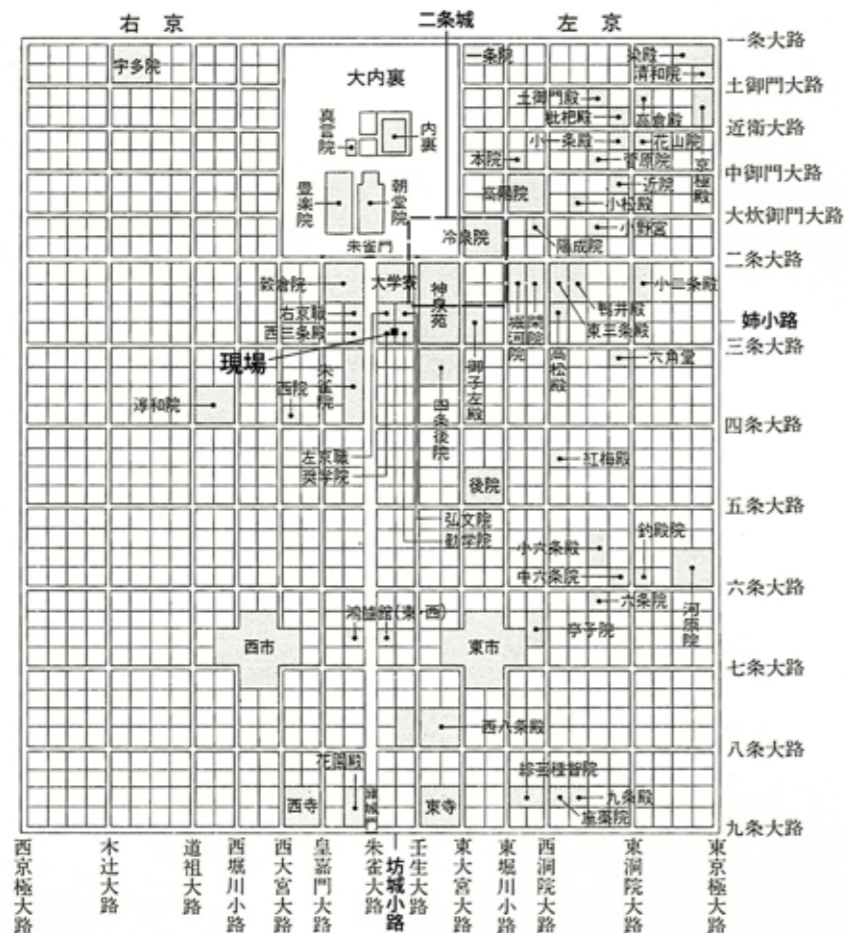 右京
二条城
左京
一条大路
宇多院
大内裏
一条院
染殿
清和院
土御門大路
真言院
内裏
土御門殿
枇杷殿
高倉殿
近衛大路
小一条殿
花山院
本院
菅原院
京極殿
中御門大路
豊楽院
朝堂院
高陽院
近院
小松殿
大炊御門大路
朱雀門
冷泉院
陽成院
小野宮
二条大路
穀倉院
大学寮
神泉苑
堀河院
閑院
鴨井殿
東三条殿
小二条殿
右京職
西三条殿
姉小路
三条大路
現場
西院
朱雀院
四条後院
御子左殿
高松殿
六角堂
淳和院
四条大路
左京職
奨学院
紅梅殿
後院
五条大路
弘文院
勧学院
小六条殿
釣殿院
中六条院
六条大路
鴻臚館(東・西)
六条院
亭子院
河原院
西市
東市
七条大路
西八条殿
八条大路
花園殿
綜芸種智院
西寺
羅城門
東寺
九条殿
施薬院
九条大路
西京極大路
木辻大路
道祖大路
西堀川小路
西大宮大路
皇嘉門大路
朱雀大路
坊城小路
壬生大路
東大宮大路
東堀川小路
西洞院大路
東洞院大路
東京極大路